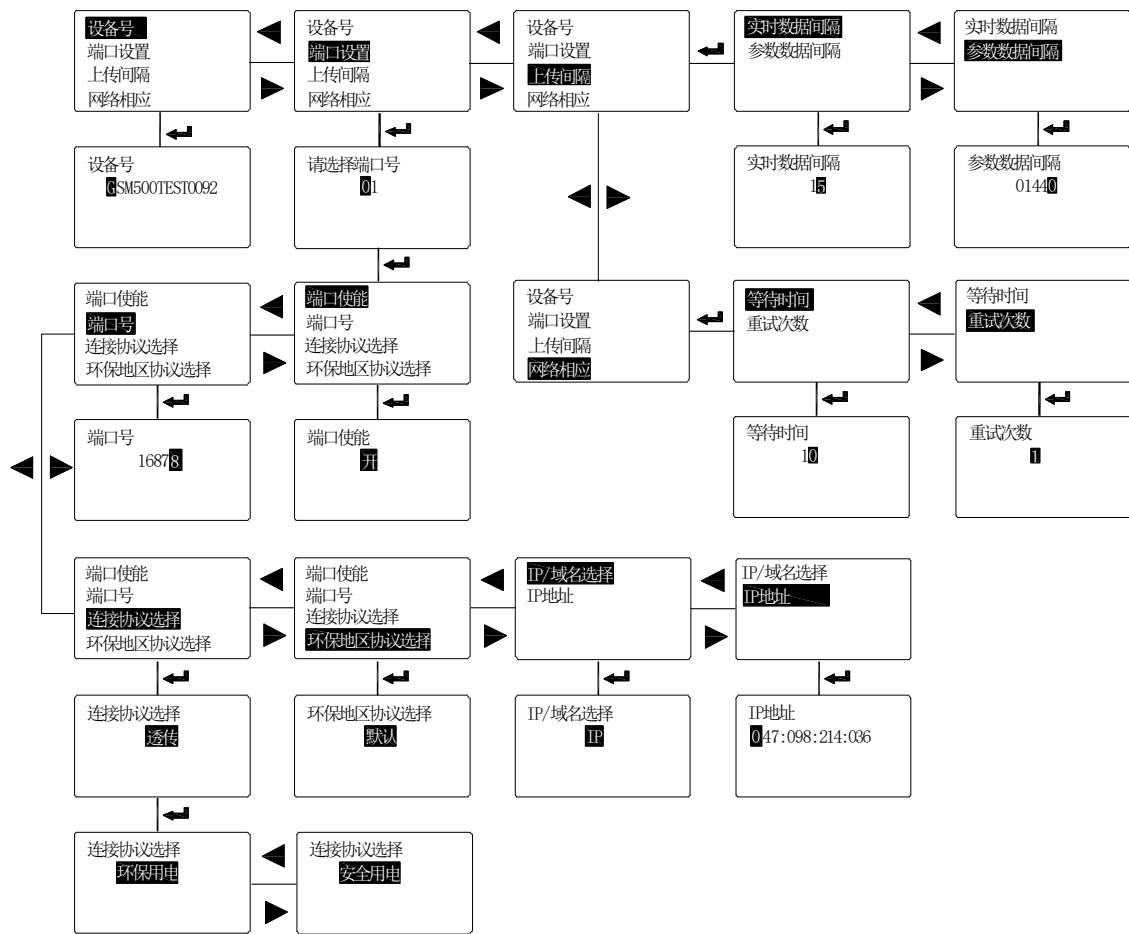 设备号
端口设置
上传间隔
网络相应
设备号
端口设置
上传间隔
网络相应
设备号
端口设置
上传间隔
网络相应
实时数据间隔
参数数据间隔
实时数据间隔
参数数据间隔
设备号
GSM500TEST0092
请选择端口号
01
实时数据间隔
15
参数数据间隔
01440
端口使能
端口号
连接协议选择
环保地区协议选择
端口使能
端口号
连接协议选择
环保地区协议选择
设备号
端口设置
上传间隔
网络相应
等待时间
重试次数
等待时间
重试次数
端口号
16878
端口使能
开
等待时间
10
重试次数
1
端口使能
端口号
连接协议选择
环保地区协议选择
端口使能
端口号
连接协议选择
环保地区协议选择
IP/域名选择
IP地址
IP/域名选择
IP地址
连接协议选择
透传
环保地区协议选择
默认
IP/域名选择
IP
IP地址
047:098:214:036
连接协议选择
环保用电
连接协议选择
安全用电